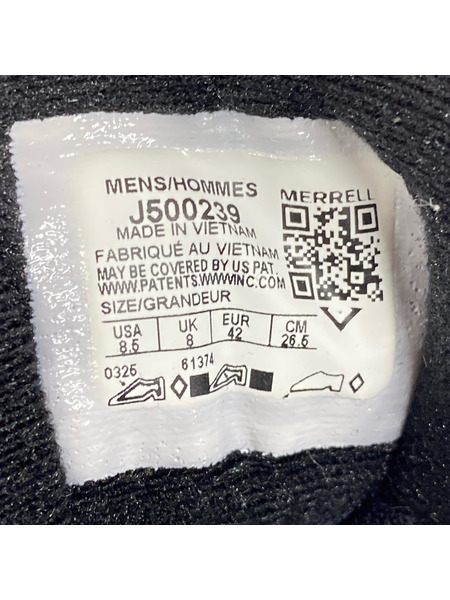 MENS/HOMMES
MERRELL
J500239
MADE IN VIETNAM
FABRIQUÉ AU VIETNAM
MAY BE COVERED BY US PAT.
WWW.PATENTS.WWWINC.COM
SIZE/GRANDEUR
USA UK EUR CM
8.5 8 42 26.5
0325 61374